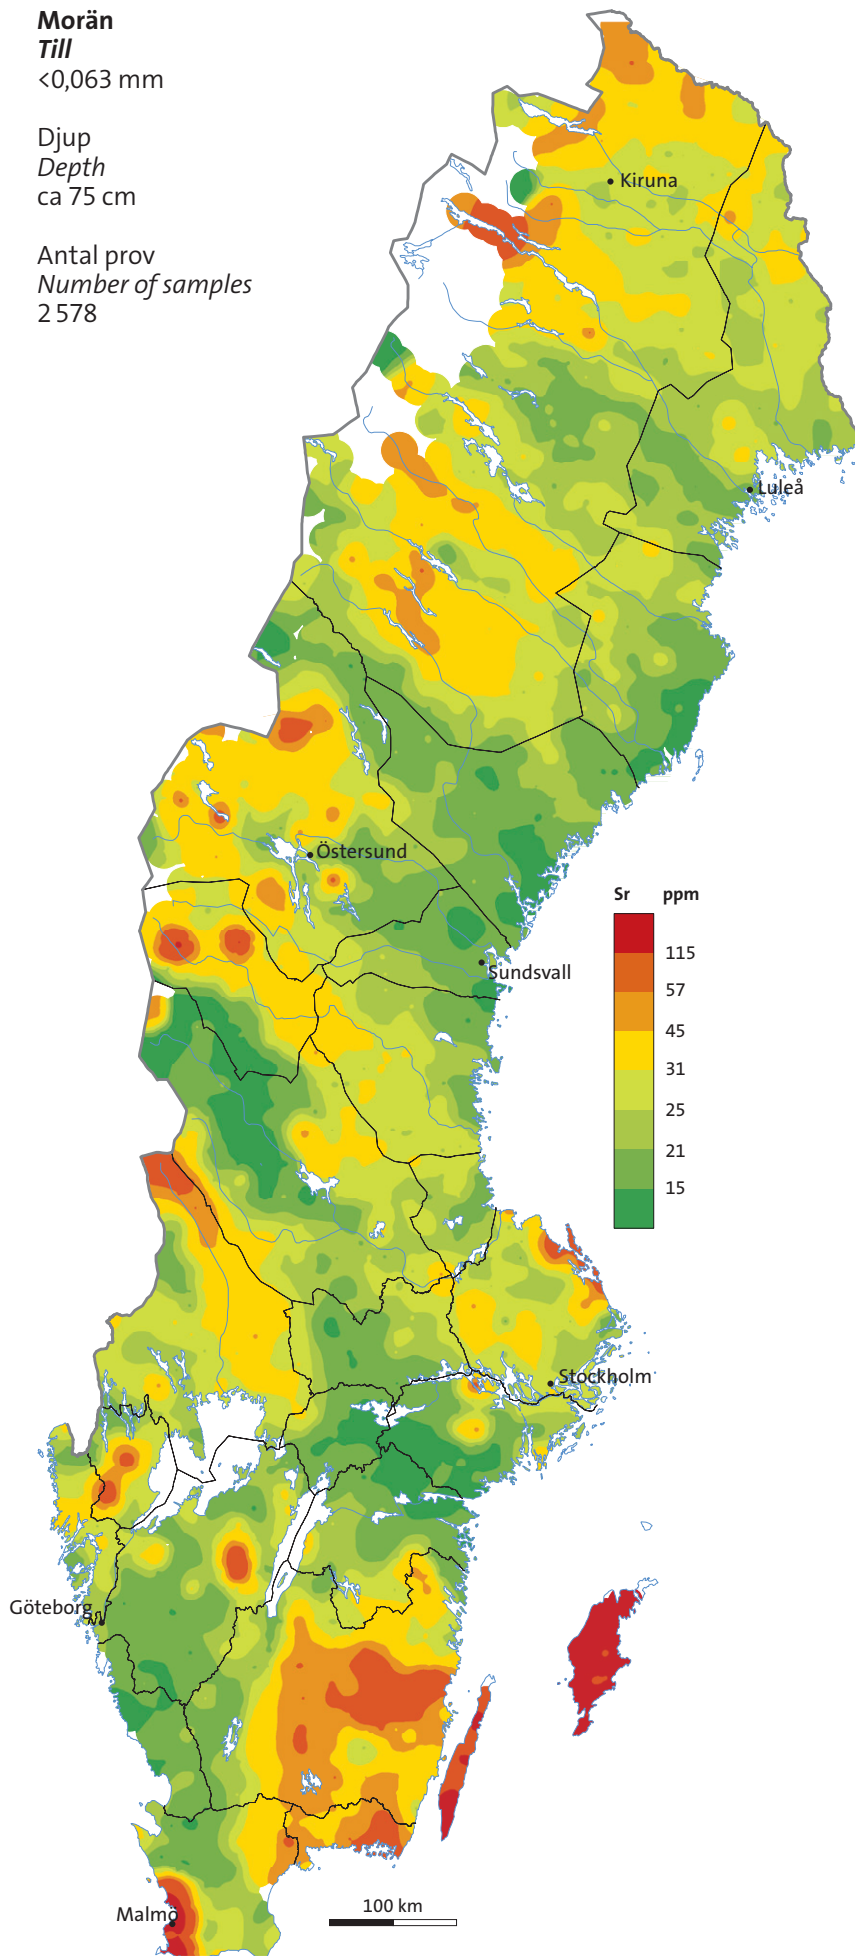 Morän
Till
<0,063 mm
Djup
Depth
ca 75 cm
Antal prov
Number of samples
2 578
Kiruna
Luleå
Östersund
Sundsvall
Sr ppm
115
57
45
31
25
21
15
Stockholm
Göteborg
Malmö
100 km